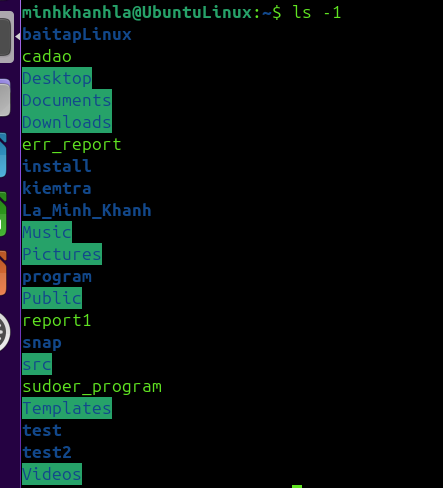 minhkhanhla@UbuntuLinux:~$ ls -1
baitapLinux
cadao
Desktop
Documents
Downloads
err_report
install
kiemtra
La_Minh_Khanh
Music
Pictures
program
Public
report1
snap
src
sudoer_program
Templates
test
test2
Videos